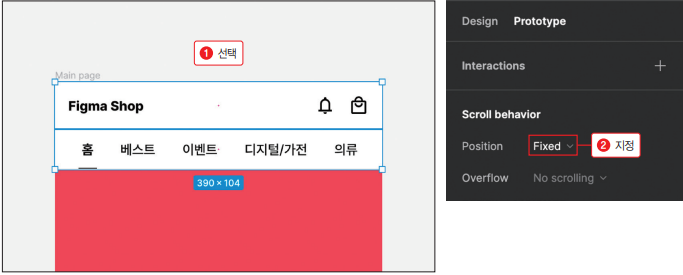 1 선택
Main page
Figma Shop
홈 베스트 이벤트 디지털/가전 의류
390 × 104
Design Prototype
Interactions
Scroll behavior
Position Fixed 2 지정
Overflow No scrolling